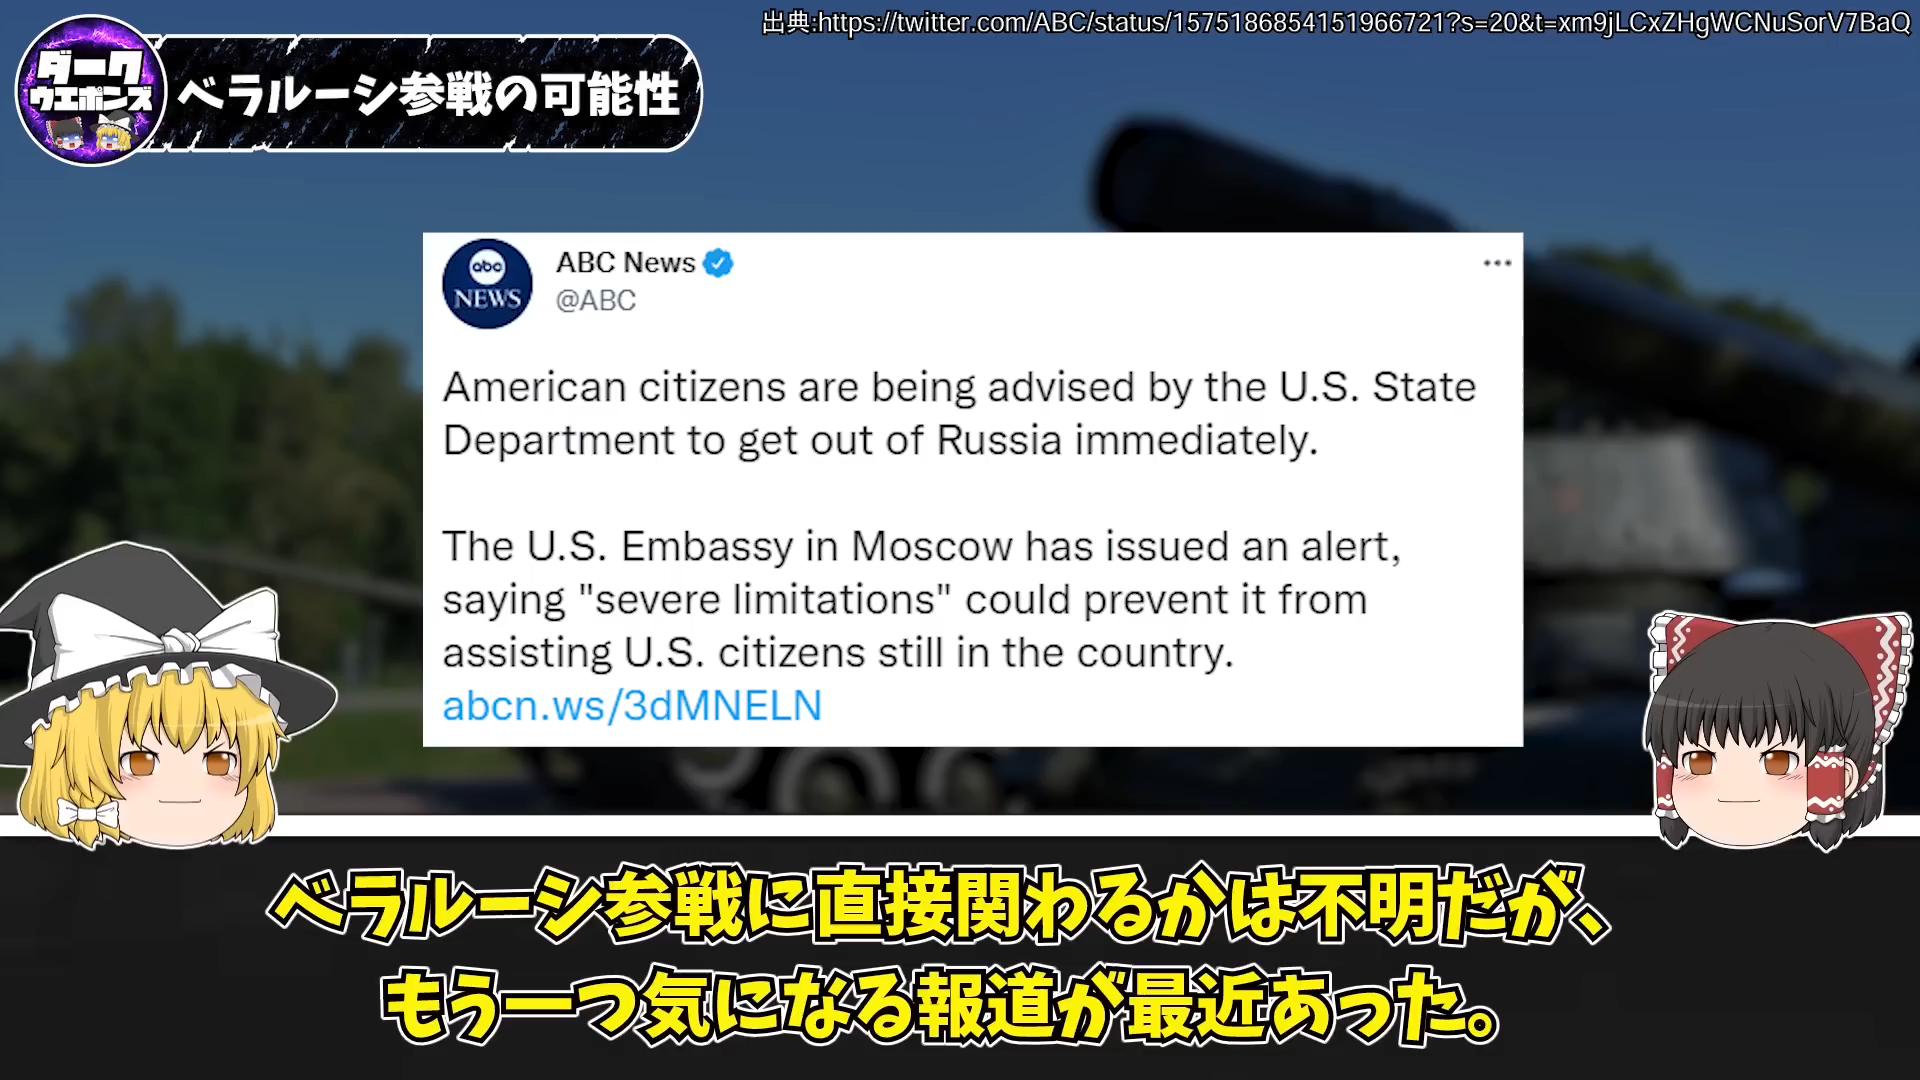 出典:https://twitter.com/ABC/status/1575186854151966721?s=20&t=xm9jLCxZHgWCNuSorV7BaQ
ダーク
ウエポンズ
ベラルーシ参戦の可能性
abc
NEWS
ABC News
@ABC
American citizens are being advised by the U.S. State
Department to get out of Russia immediately.
The U.S. Embassy in Moscow has issued an alert,
saying "severe limitations" could prevent it from
assisting U.S. citizens still in the country.
abcn.ws/3dMNELN
ベラルーシ参戦に直接関わるかは不明だが、
もう一つ気になる報道が最近あった。